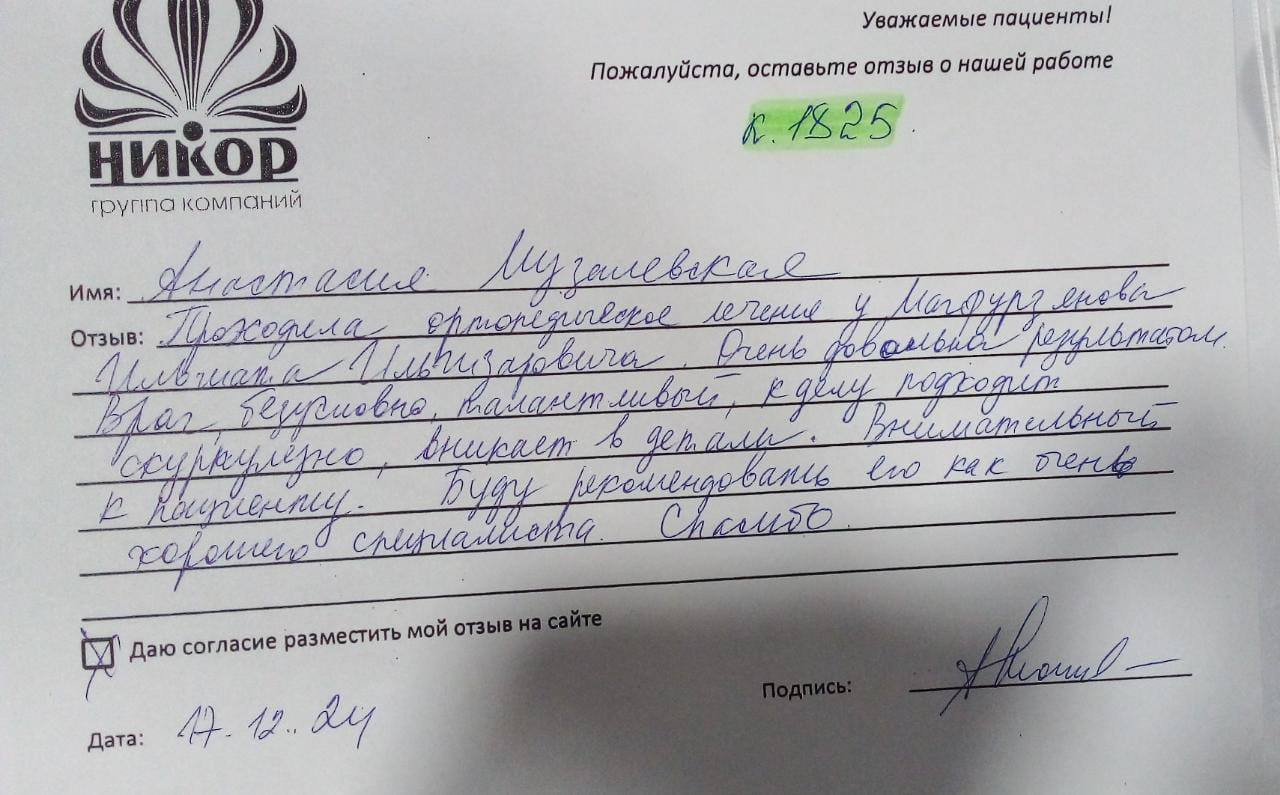 Уважаемые пациенты!
Пожалуйста, оставьте отзыв о нашей работе
к. 1825
НИКОР
группа компаний
Имя: Анастасия Музалевская
Отзыв: Проходила ортопедическое лечение у Магфурзянова
Ильшата Ильгизаровича. Очень довольна результатом.
Врач, безусловно, талантливый, к делу подходит
скурпулезно, вникает в детали. Внимательный
к пациенту. Буду рекомендовать его как очень
хорошего специалиста. Спасибо.
Даю согласие разместить мой отзыв на сайте
Подпись:
Дата: 17.12.24